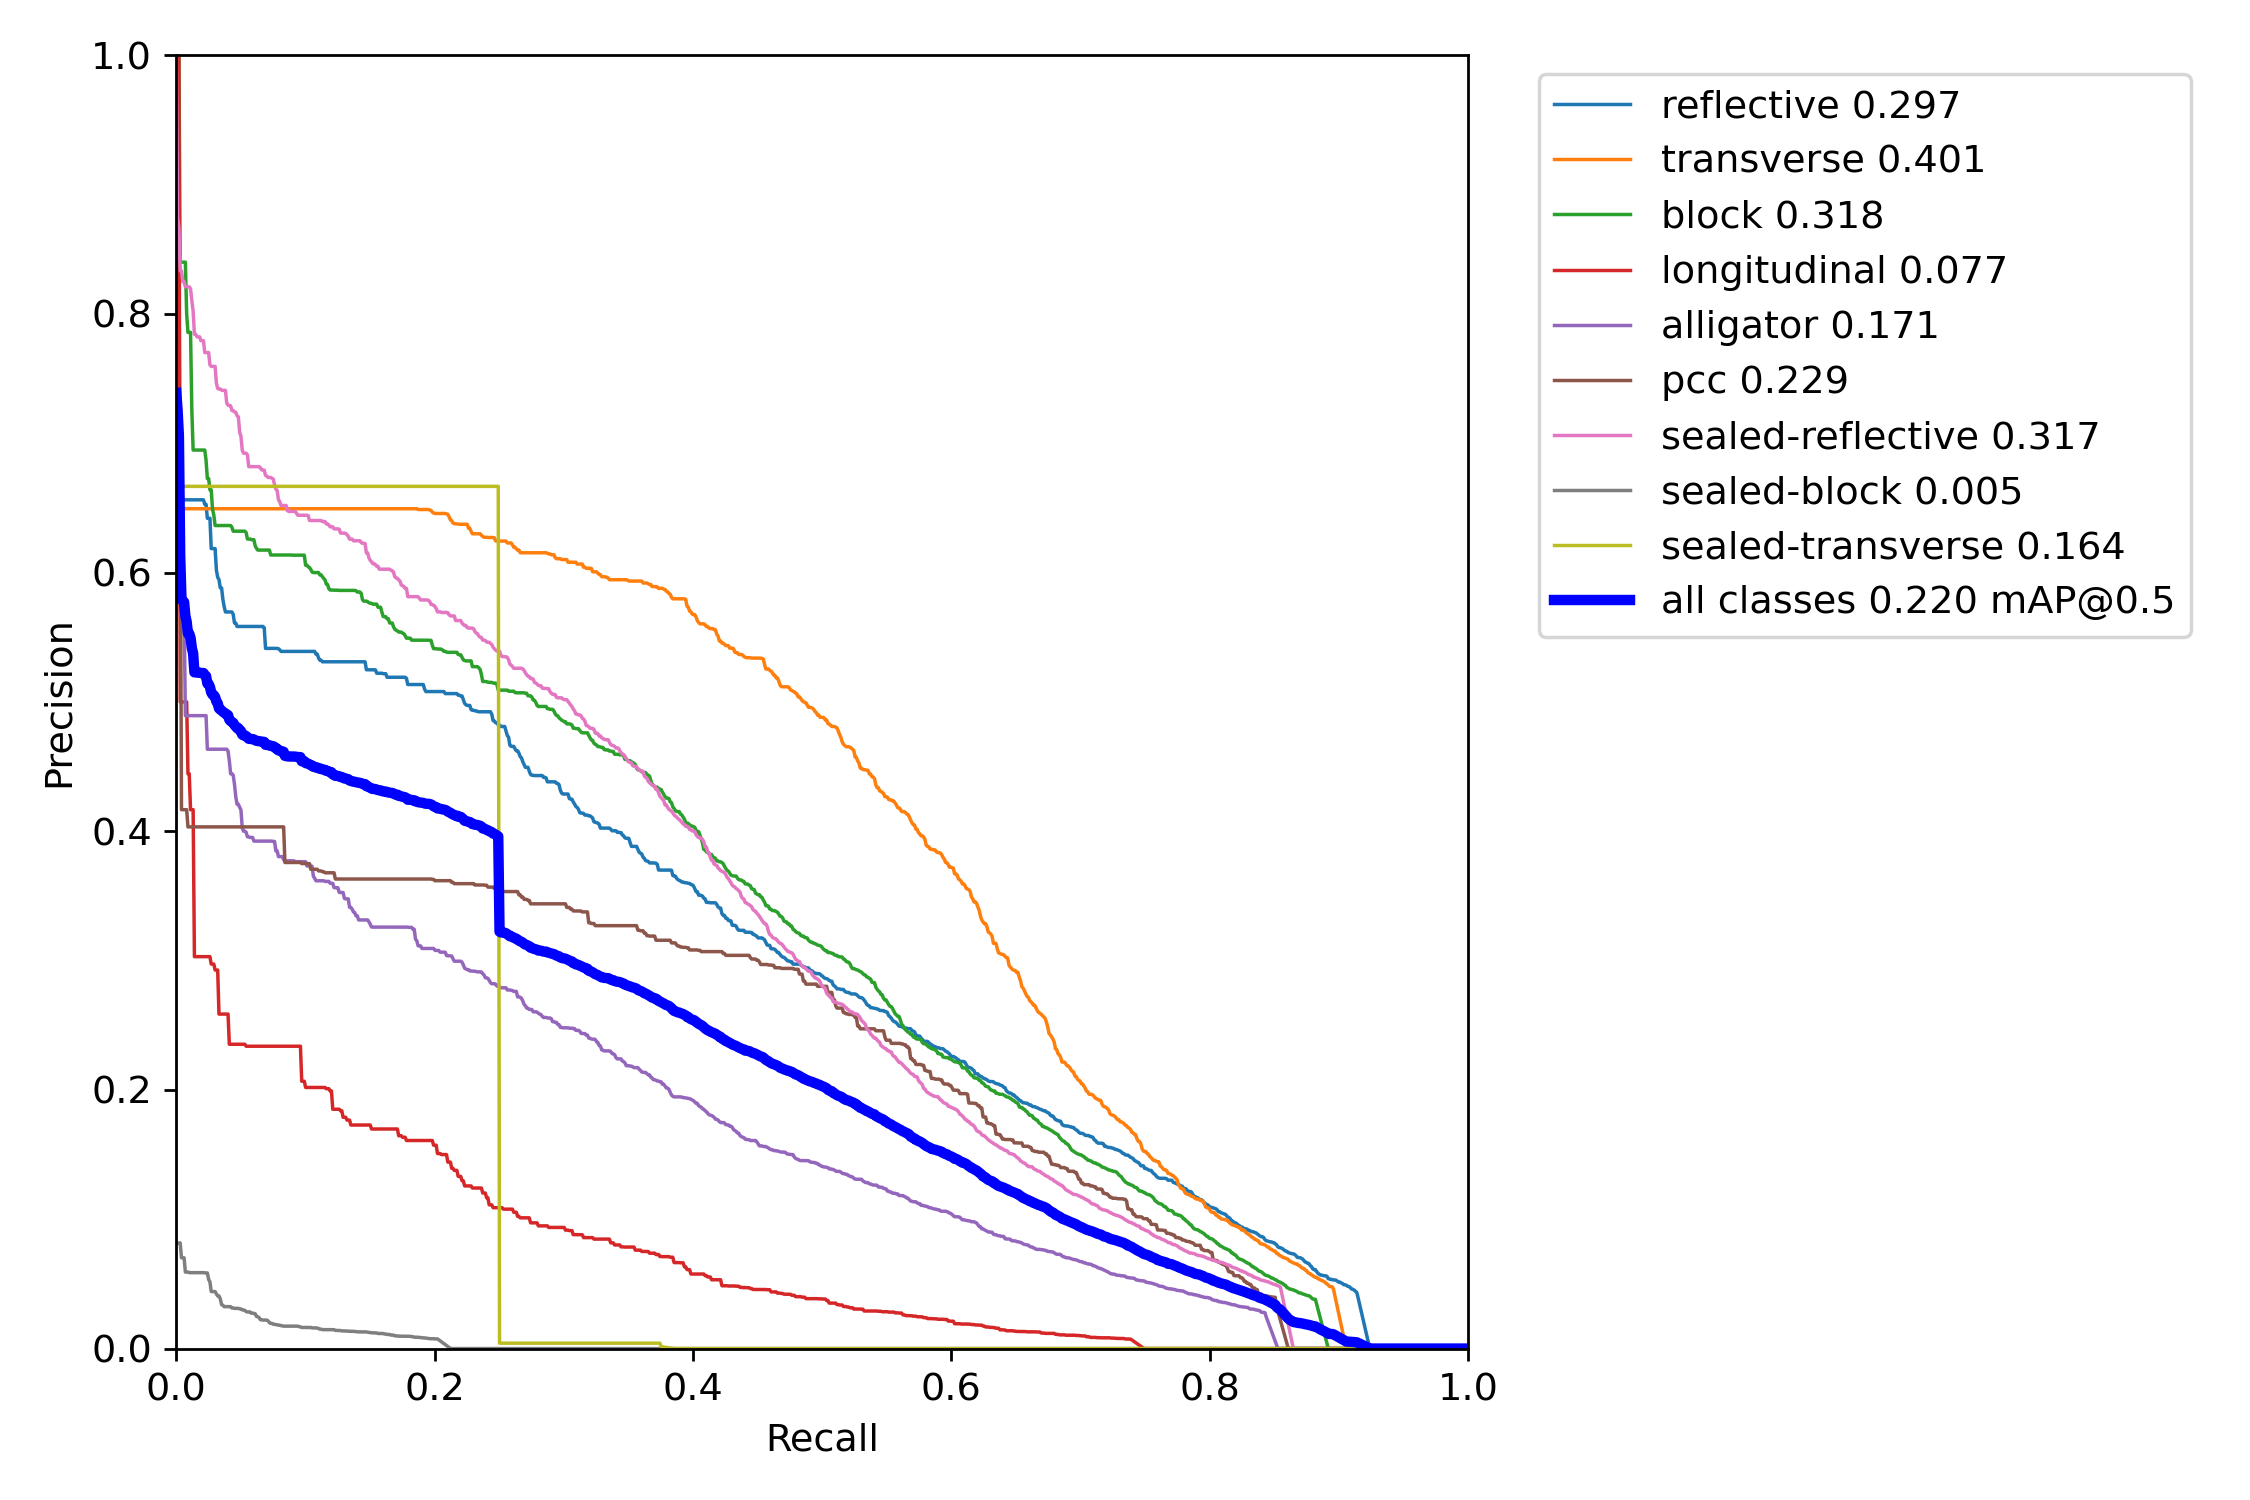 1.0
0.8
0.6
0.4
0.2
0.0
0.0 0.2 0.4 0.6 0.8 1.0
Precision
Recall
reflective 0.297
transverse 0.401
block 0.318
longitudinal 0.077
alligator 0.171
pcc 0.229
sealed-reflective 0.317
sealed-block 0.005
sealed-transverse 0.164
all classes 0.220 mAP@0.5